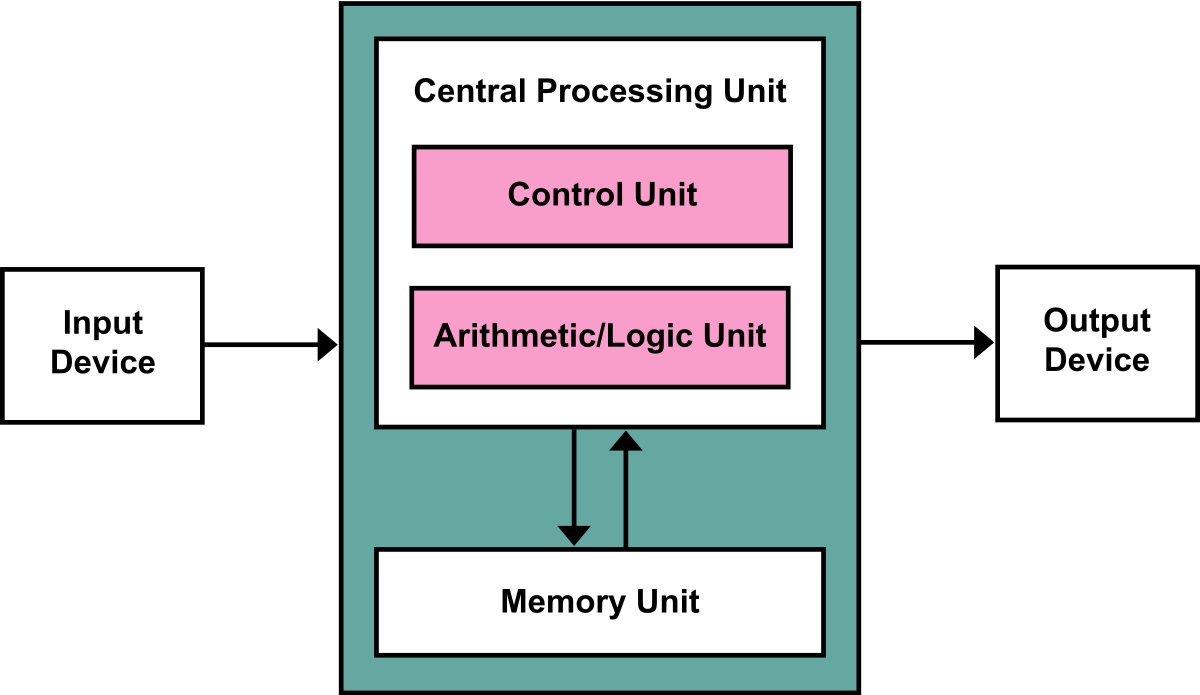 Central Processing Unit
Control Unit
Arithmetic/Logic Unit
Input
Device
Output
Device
Memory Unit